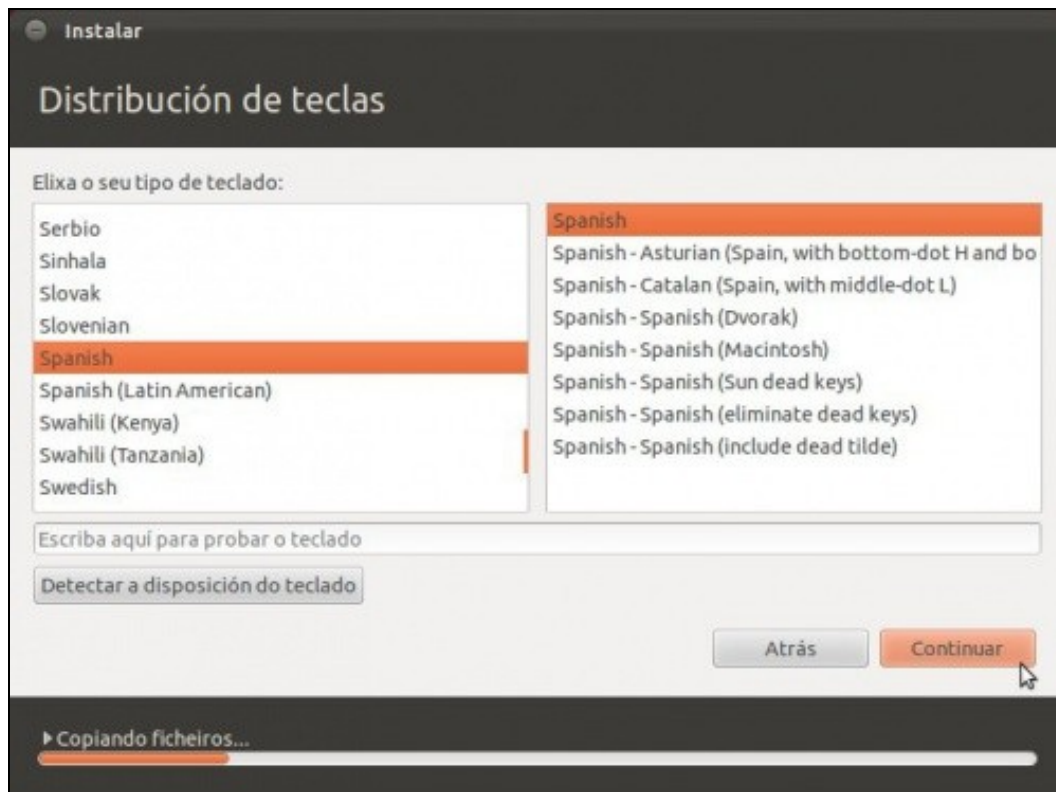 Instalar
Distribución de teclas
Elixa o seu tipo de teclado:
Serbio
Sinhala
Slovak
Slovenian
Spanish
Spanish (Latin American)
Swahili (Kenya)
Swahili (Tanzania)
Swedish
Spanish
Spanish - Asturian (Spain, with bottom-dot H and bo
Spanish - Catalan (Spain, with middle-dot L)
Spanish - Spanish (Dvorak)
Spanish - Spanish (Macintosh)
Spanish - Spanish (Sun dead keys)
Spanish - Spanish (eliminate dead keys)
Spanish - Spanish (include dead tilde)
Escriba aquí para probar o teclado
Detectar a disposición do teclado
Atrás
Continuar
Copiando ficheiros...